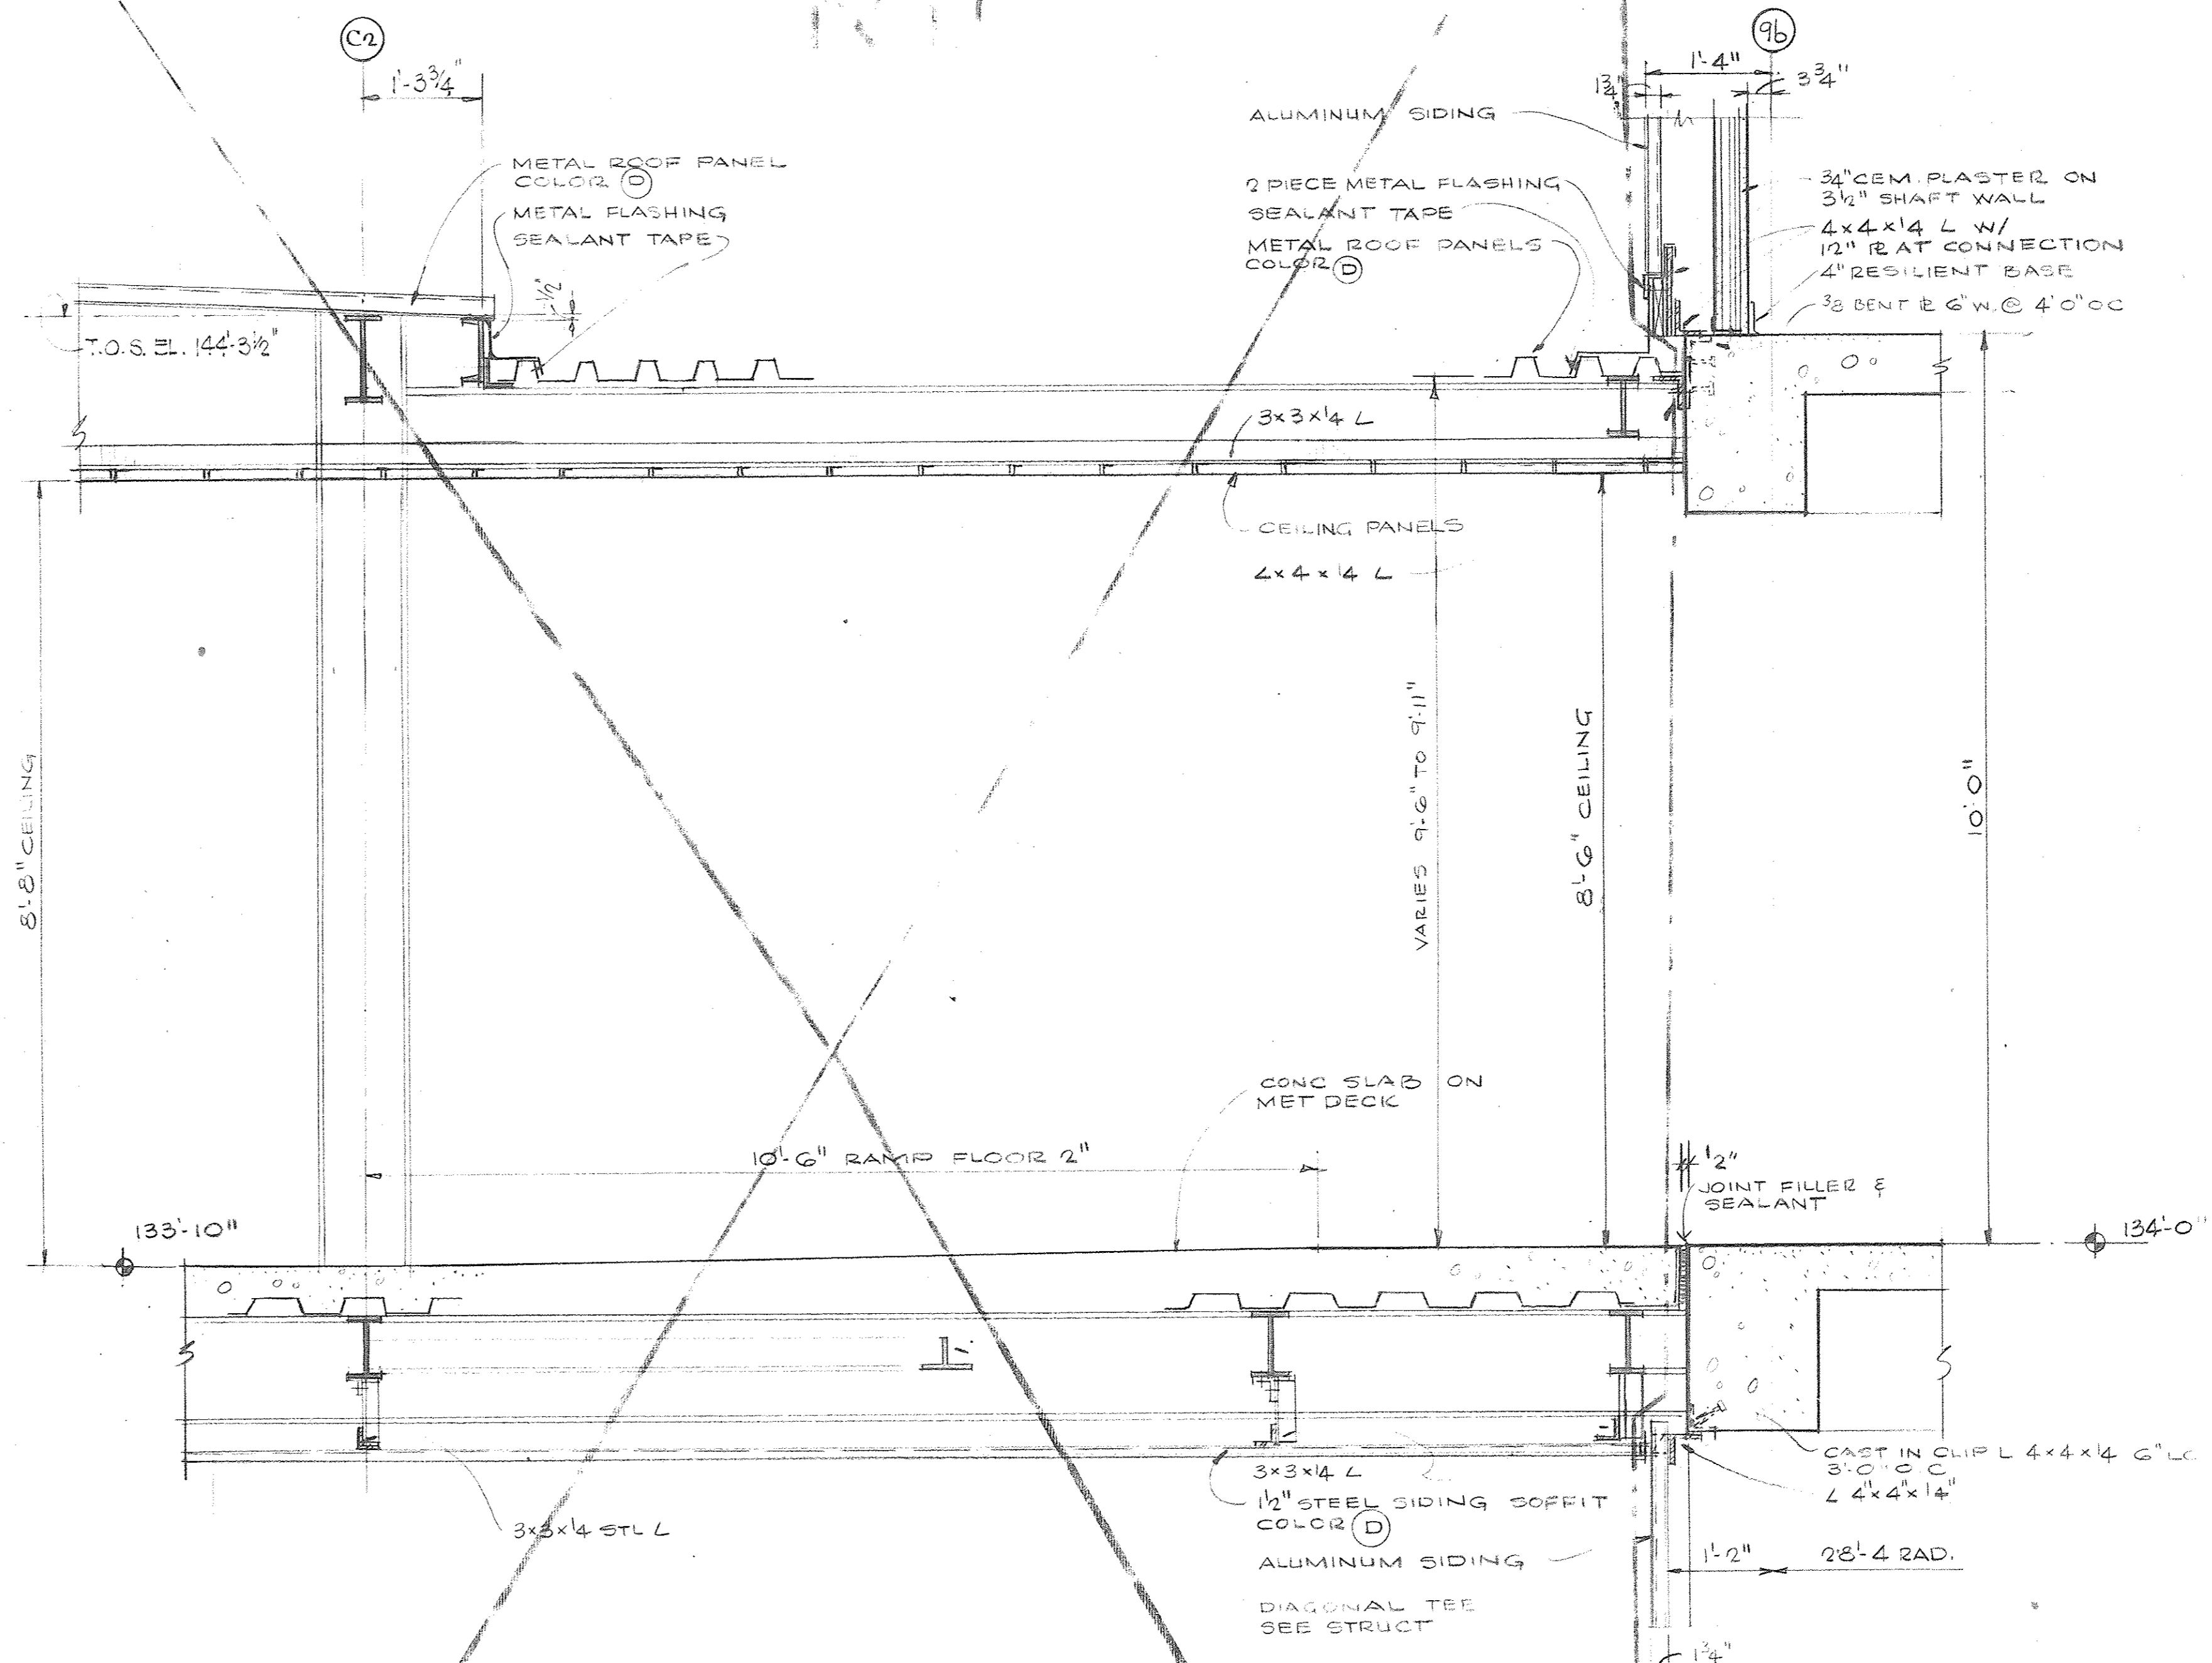 C2
9b
1'-3¾"
1'-4"
1¾"
3¾"
ALUMINUM SIDING
METAL ROOF PANEL
COLOR D
METAL FLASHING
SEALANT TAPE
2 PIECE METAL FLASHING
SEALANT TAPE
METAL ROOF PANELS
COLOR D
¾" CEM. PLASTER ON
3½" SHAFT WALL
4x4x¼ L W/
12" ℞ AT CONNECTION
4" RESILIENT BASE
⅜ BENT ℞ 6" W. @ 4'0" OC
½"
T.O.S. EL. 144'-3½"
3x3x¼ L
CEILING PANELS
4x4x¼ L
8'-8" CEILING
VARIES 9'-6" TO 9'-11"
8'-6" CEILING
10'-0"
CONC SLAB ON
MET DECK
10'-6" RAMP FLOOR 2"
½"
JOINT FILLER &
SEALANT
133'-10"
134'-0"
CAST IN CLIP L 4x4x¼ 6"
3'-0" O.C.
L 4"x4"x¼"
3x3x¼ L
1½" STEEL SIDING SOFFIT
COLOR D
3x3x¼ STL L
ALUMINUM SIDING
1'-2"
28'-4 RAD.
DIAGONAL TEE
SEE STRUCT
1¾"